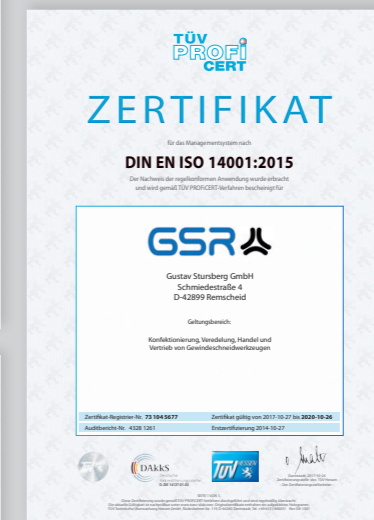 TÜV
PROFI
CERT
ZERTIFIKAT
für das Managementsystem nach
DIN EN ISO 14001:2015
Der Nachweis der regelkonformen Anwendung wurde erbracht
und wird gemäß TÜV PROFiCERT-Verfahren bescheinigt für
GSR
Gustav Stursberg GmbH
Schmiedestraße 4
D-42899 Remscheid
Geltungsbereich:
Konfektionierung, Veredelung, Handel und
Vertrieb von Gewindeschneidwerkzeugen
Zertifikat-Registrier-Nr. 73 104 5677 Zertifikat gültig von 2017-10-27 bis 2020-10-26
Auditbericht-Nr. 4328 1261 Erstzertifizierung 2014-10-27
DAkkS
TÜV HESSEN